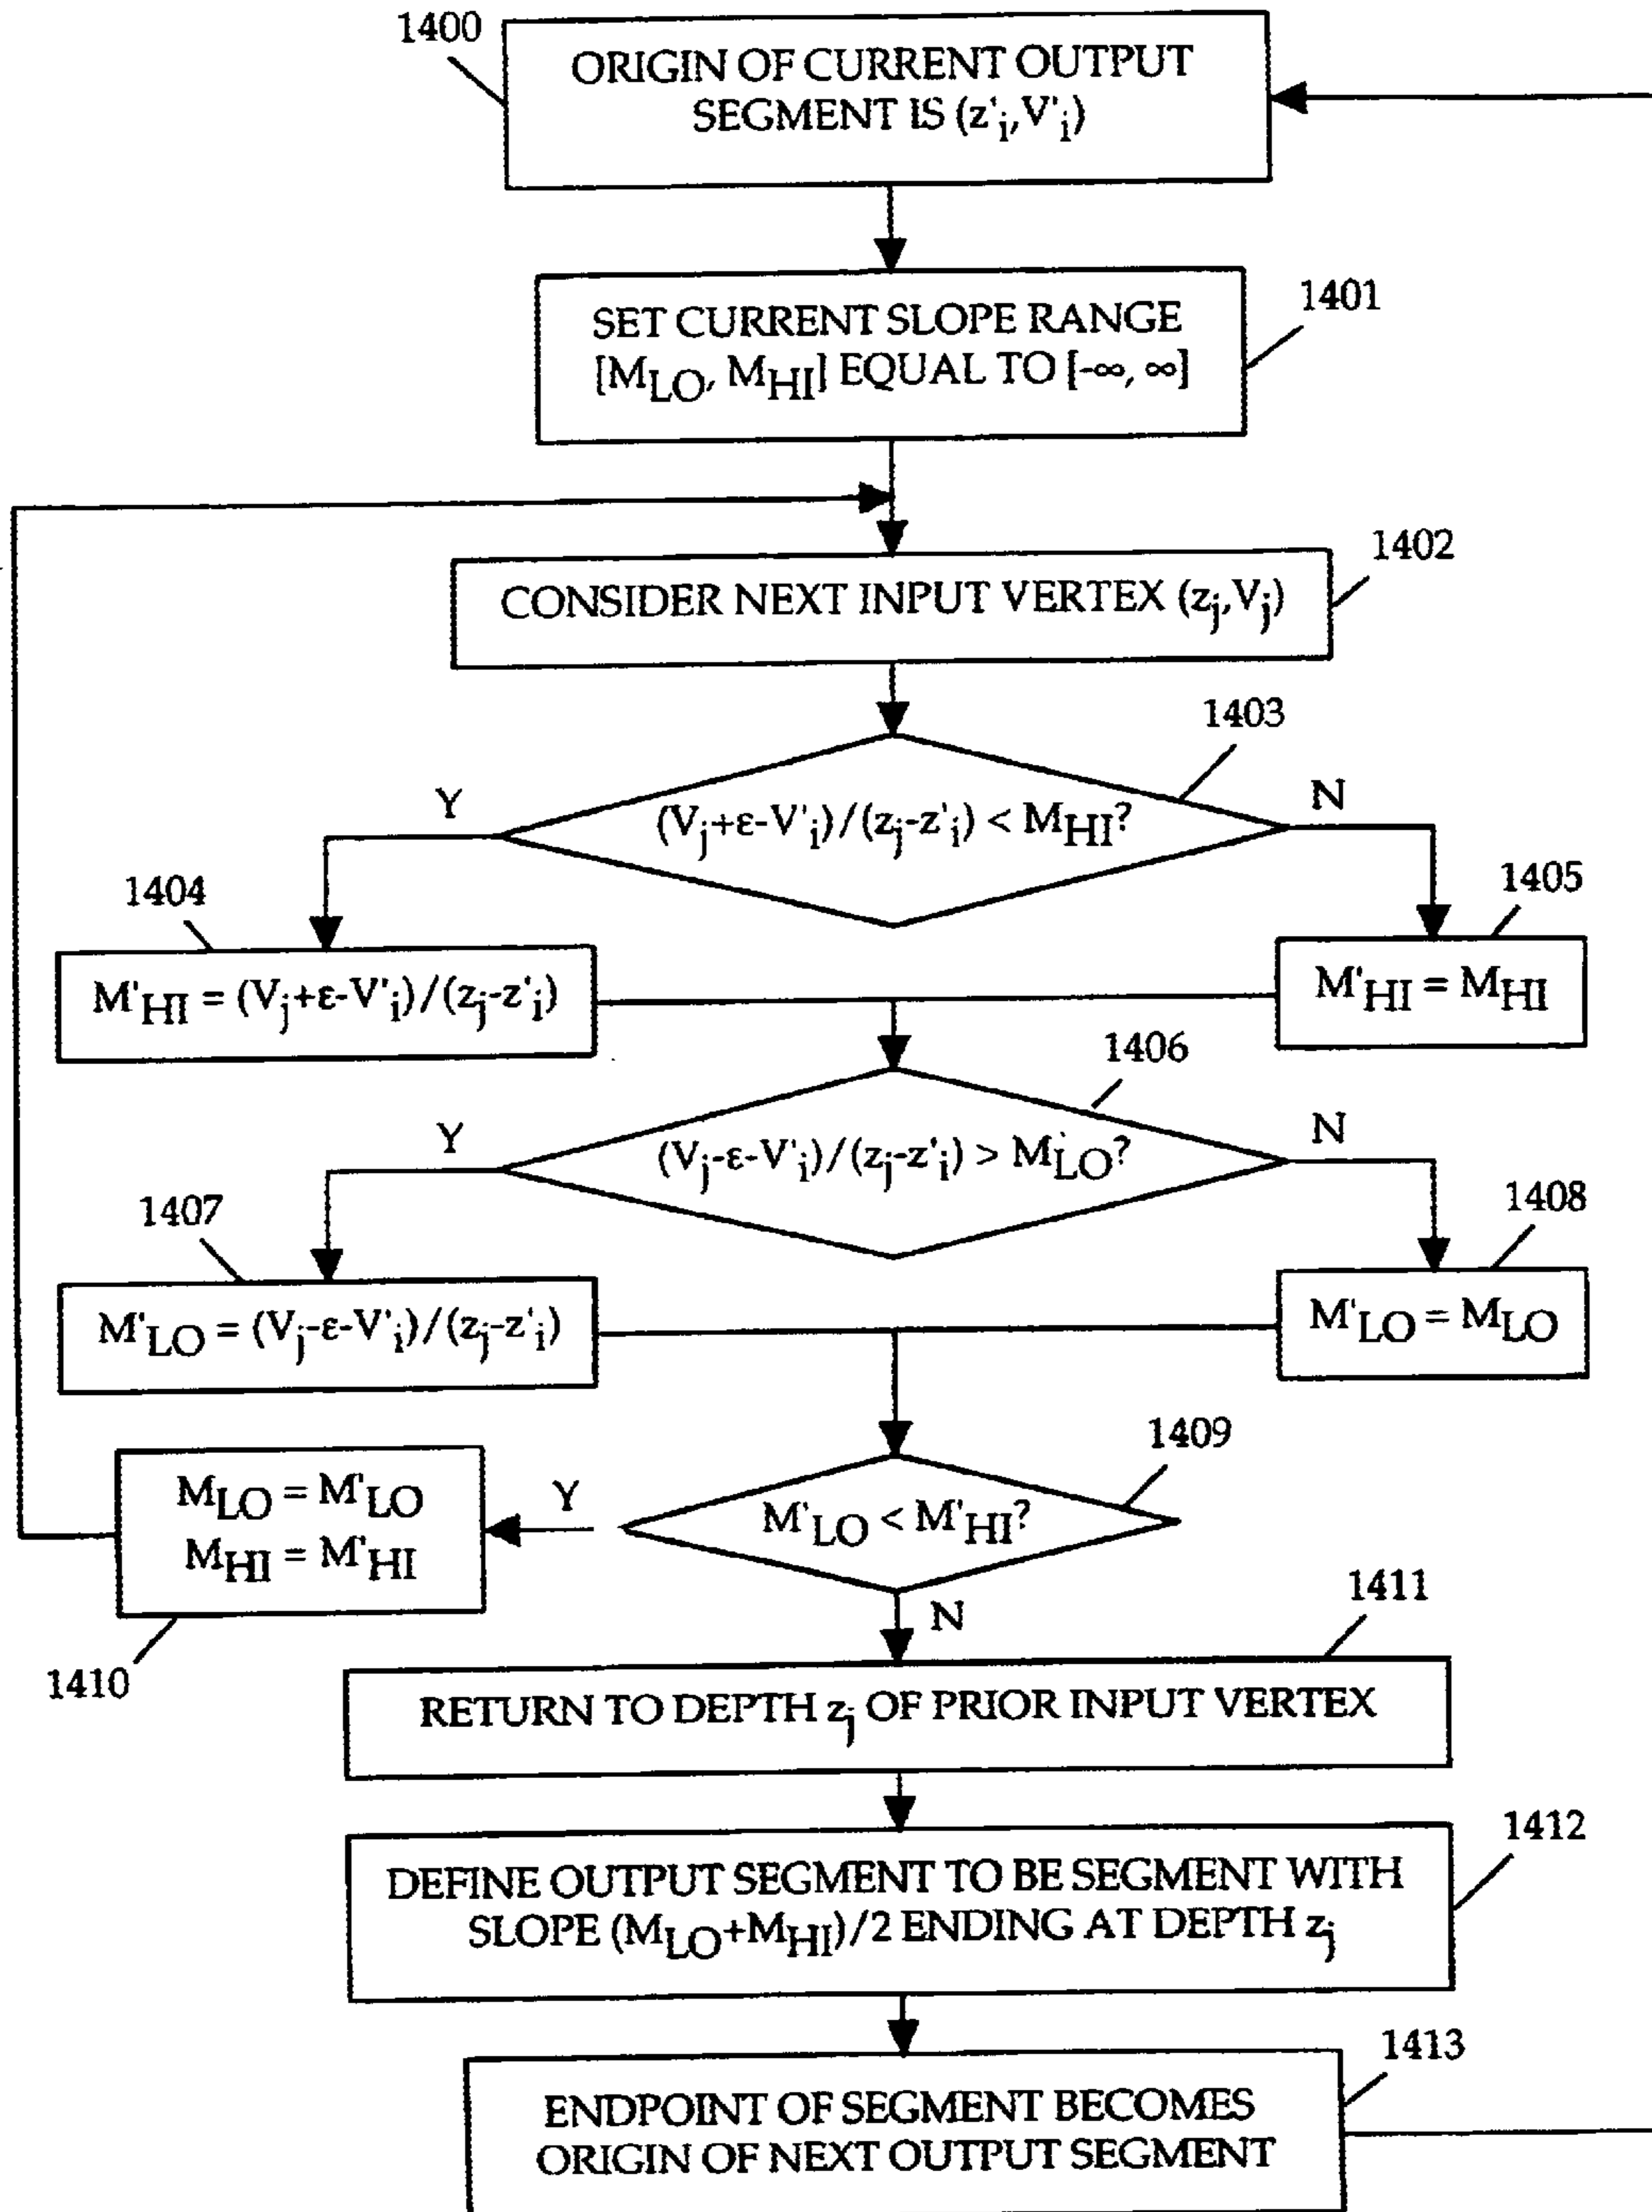 1400
ORIGIN OF CURRENT OUTPUT
SEGMENT IS (z'i,V'i)
1401
SET CURRENT SLOPE RANGE
[MLO, MHI] EQUAL TO [-∞, ∞]
1402
CONSIDER NEXT INPUT VERTEX (zj,Vj)
1403
Y
(Vj+ε-V'i)/(zj-z'i) < MHI?
N
1404
1405
M'HI = (Vj+ε-V'i)/(zj-z'i)
M'HI = MHI
1406
Y
(Vj-ε-V'i)/(zj-z'i) > MLO?
N
1407
1408
M'LO = (Vj-ε-V'i)/(zj-z'i)
M'LO = MLO
1409
MLO = M'LO
MHI = M'HI
Y
M'LO < M'HI?
1410
N
1411
RETURN TO DEPTH zj OF PRIOR INPUT VERTEX
1412
DEFINE OUTPUT SEGMENT TO BE SEGMENT WITH
SLOPE (MLO+MHI)/2 ENDING AT DEPTH zj
1413
ENDPOINT OF SEGMENT BECOMES
ORIGIN OF NEXT OUTPUT SEGMENT